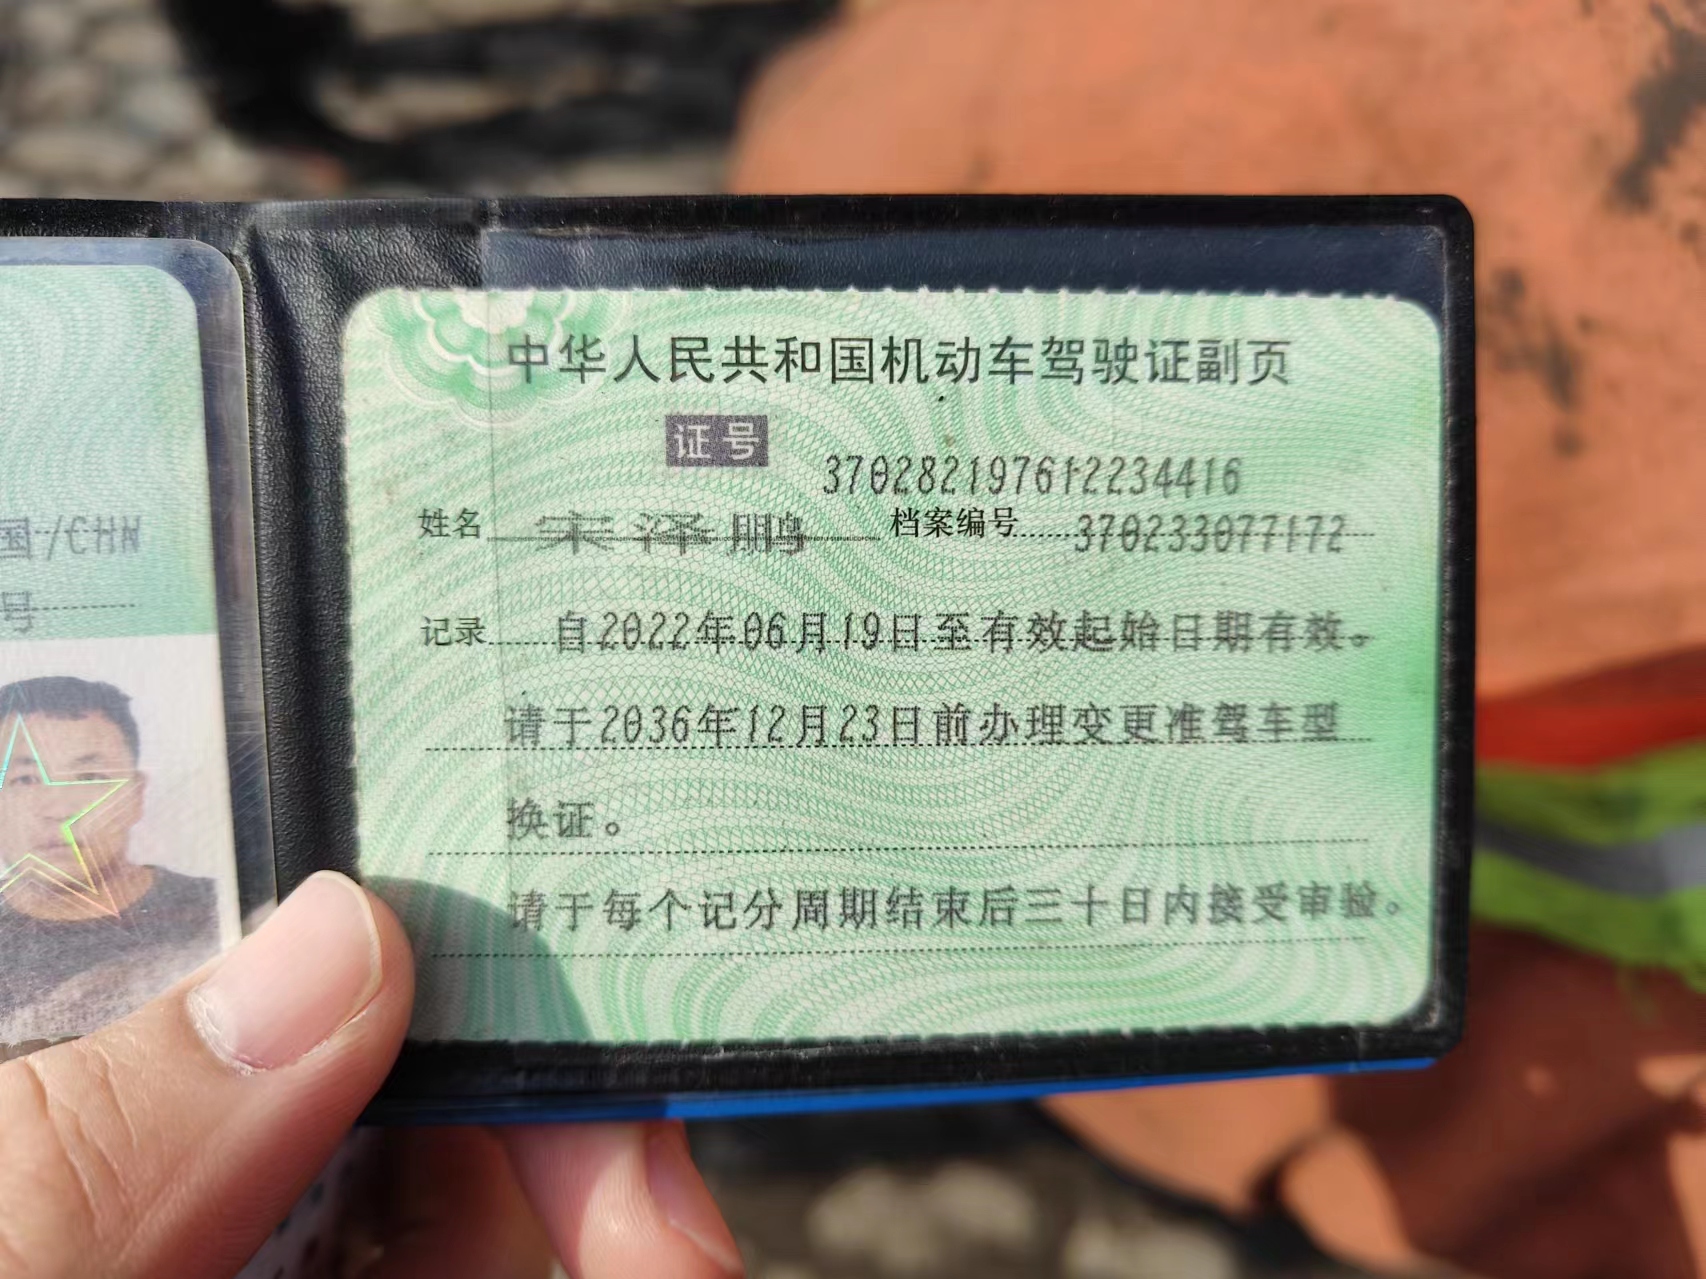 国/CHN
号
中华人民共和国机动车驾驶证副页
证号 370282197612234416
姓名 宋泽鹏 档案编号 370233077172
记录 自2022年06月19日至有效起始日期有效。
请于2036年12月23日前办理变更准驾车型
换证。
请于每个记分周期结束后三十日内接受审验。